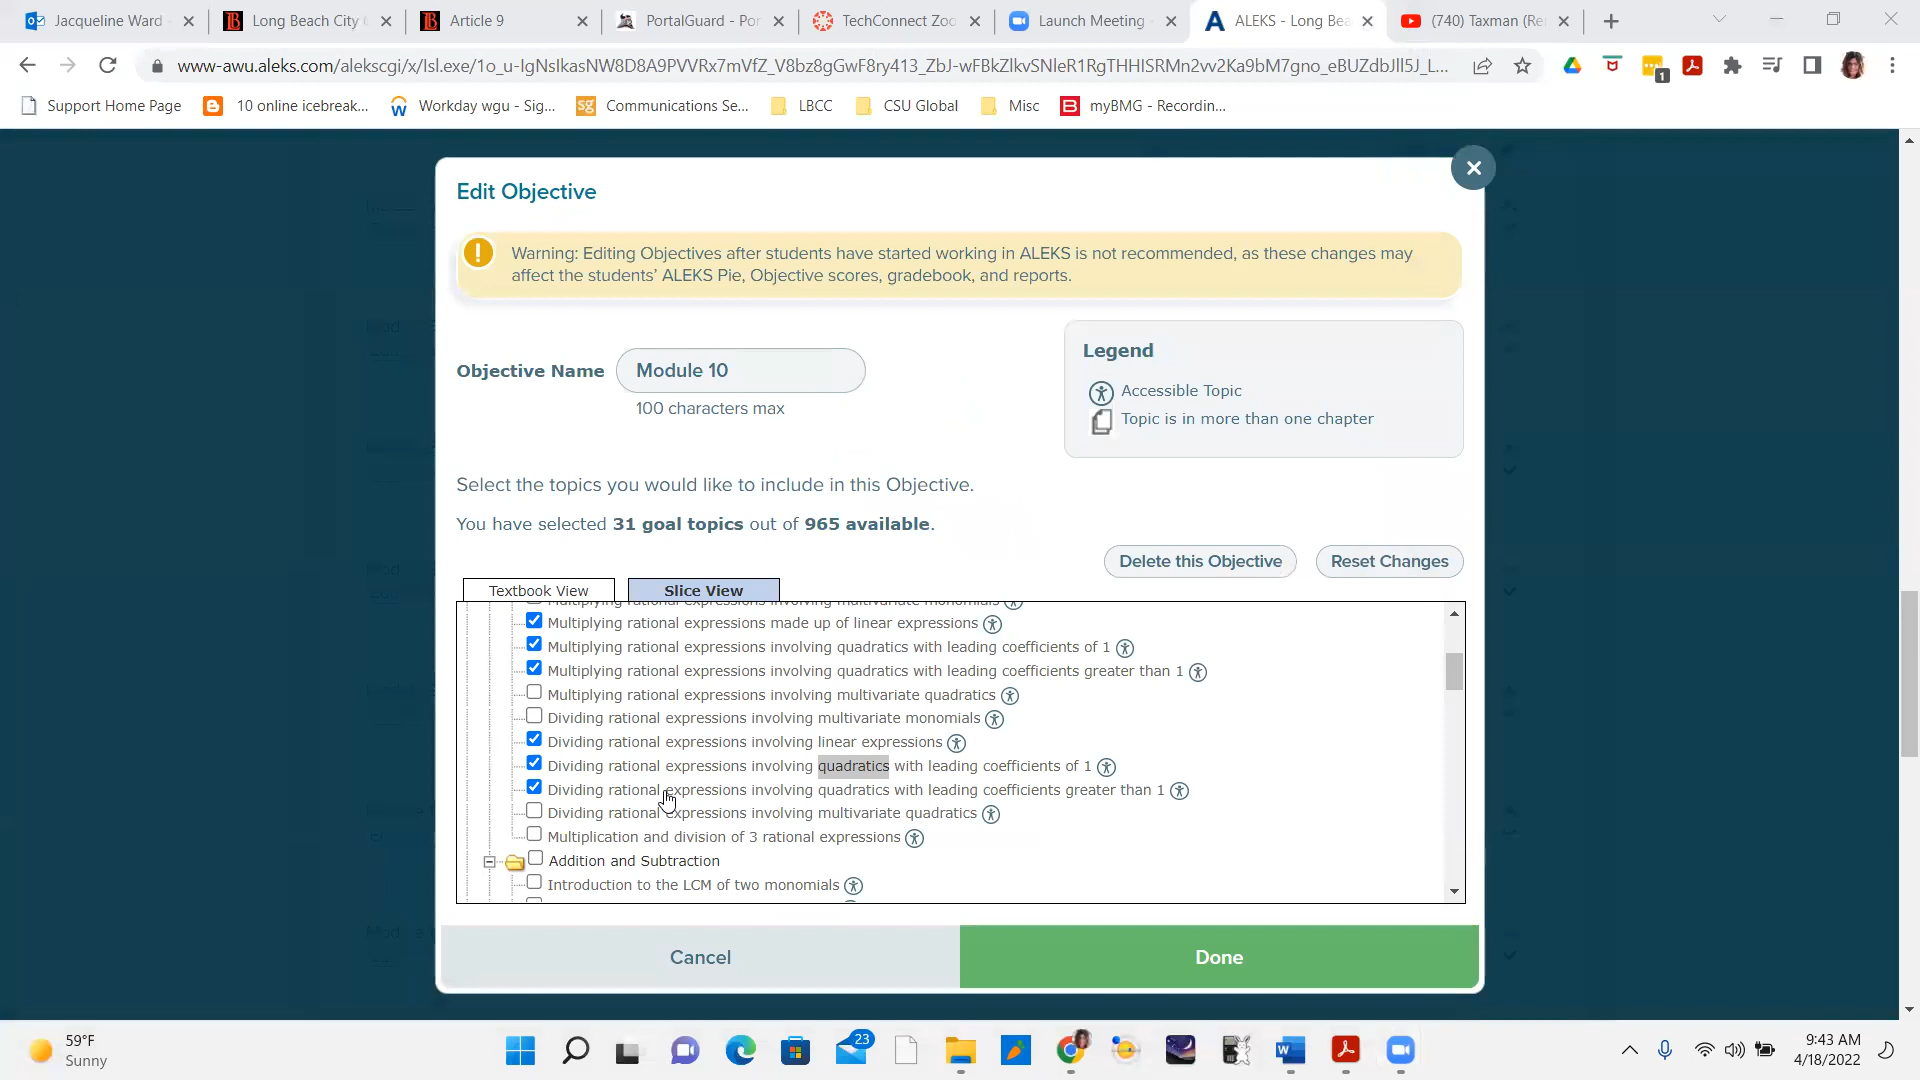 Jacqueline Ward -
Long Beach City
Article 9
PortalGuard - Por
TechConnect Zoo
Launch Meeting -
ALEKS - Long Bea
(740) Taxman (Re
www-awu.aleks.com/alekscgi/x/Isl.exe/1o_u-IgNsIkasNW8D8A9PVVRx7mVfZ_V8bz8gGwF8ry413_ZbJ-wFBkZlkvSNleR1RgTHHISRMn2vv2Ka9bM7gno_eBUZdbJll5J_L...
1
Support Home Page
10 online icebreak...
Workday wgu - Sig...
Communications Se...
LBCC
CSU Global
Misc
myBMG - Recordin...
Edit Objective
Warning: Editing Objectives after students have started working in ALEKS is not recommended, as these changes may
affect the students' ALEKS Pie, Objective scores, gradebook, and reports.
Objective Name
Module 10
100 characters max
Legend
Accessible Topic
Topic is in more than one chapter
Select the topics you would like to include in this Objective.
You have selected 31 goal topics out of 965 available.
Delete this Objective
Reset Changes
Textbook View
Slice View
Multiplying rational expressions involving multivariate monomials
Multiplying rational expressions made up of linear expressions
Multiplying rational expressions involving quadratics with leading coefficients of 1
Multiplying rational expressions involving quadratics with leading coefficients greater than 1
Multiplying rational expressions involving multivariate quadratics
Dividing rational expressions involving multivariate monomials
Dividing rational expressions involving linear expressions
Dividing rational expressions involving quadratics with leading coefficients of 1
Dividing rational expressions involving quadratics with leading coefficients greater than 1
Dividing rational expressions involving multivariate quadratics
Multiplication and division of 3 rational expressions
Addition and Subtraction
Introduction to the LCM of two monomials
Cancel
Done
59°F
Sunny
23
9:43 AM
4/18/2022